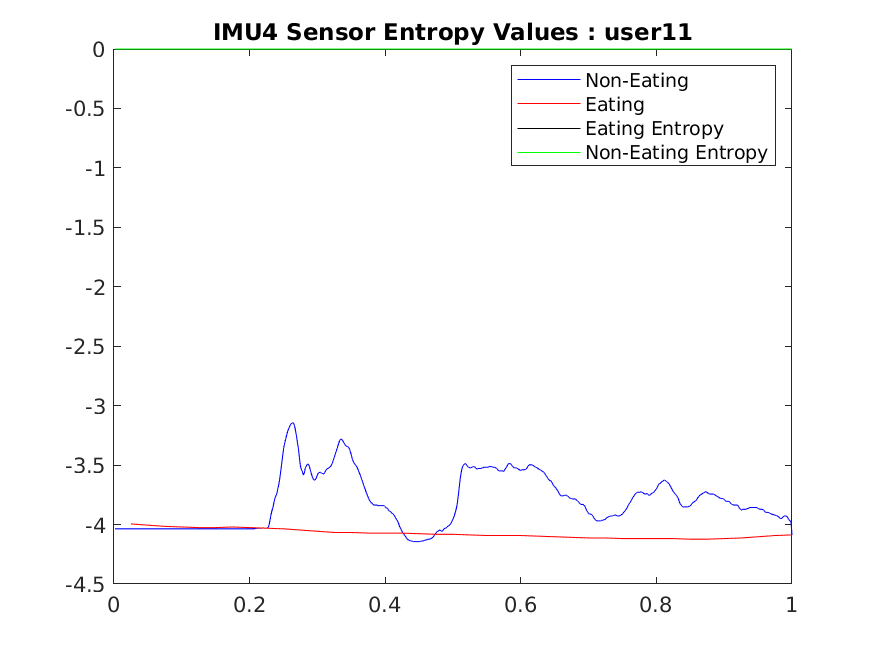 IMU4 Sensor Entropy Values : user11
0
-0.5
-1
-1.5
-2
-2.5
-3
-3.5
-4
-4.5
Non-Eating
Eating
Eating Entropy
Non-Eating Entropy
0 0.2 0.4 0.6 0.8 1